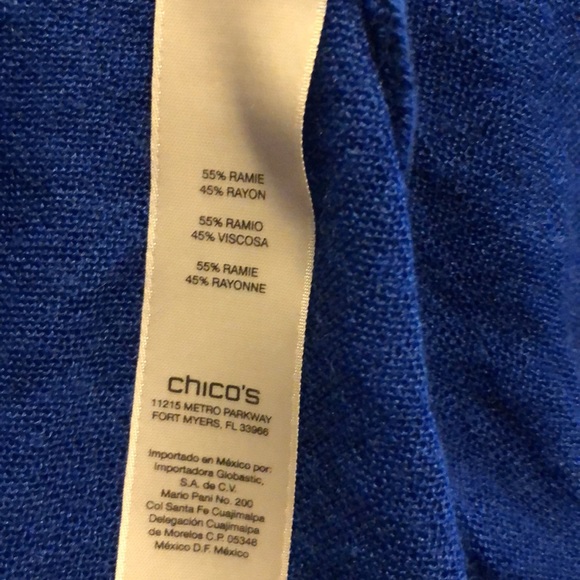 55% RAMIE
45% RAYON
55% RAMIO
45% VISCOSA
55% RAMIE
45% RAYONNE
chico's
11215 METRO PARKWAY
FORT MYERS, FL 33966
Importado en México por:
Importadora Globastic,
S.A. de C.V.
Mario Pani No. 200
Col Santa Fe Cuajimalpa
Delegación Cuajimalpa
de Morelos C.P. 05348
México D.F. México